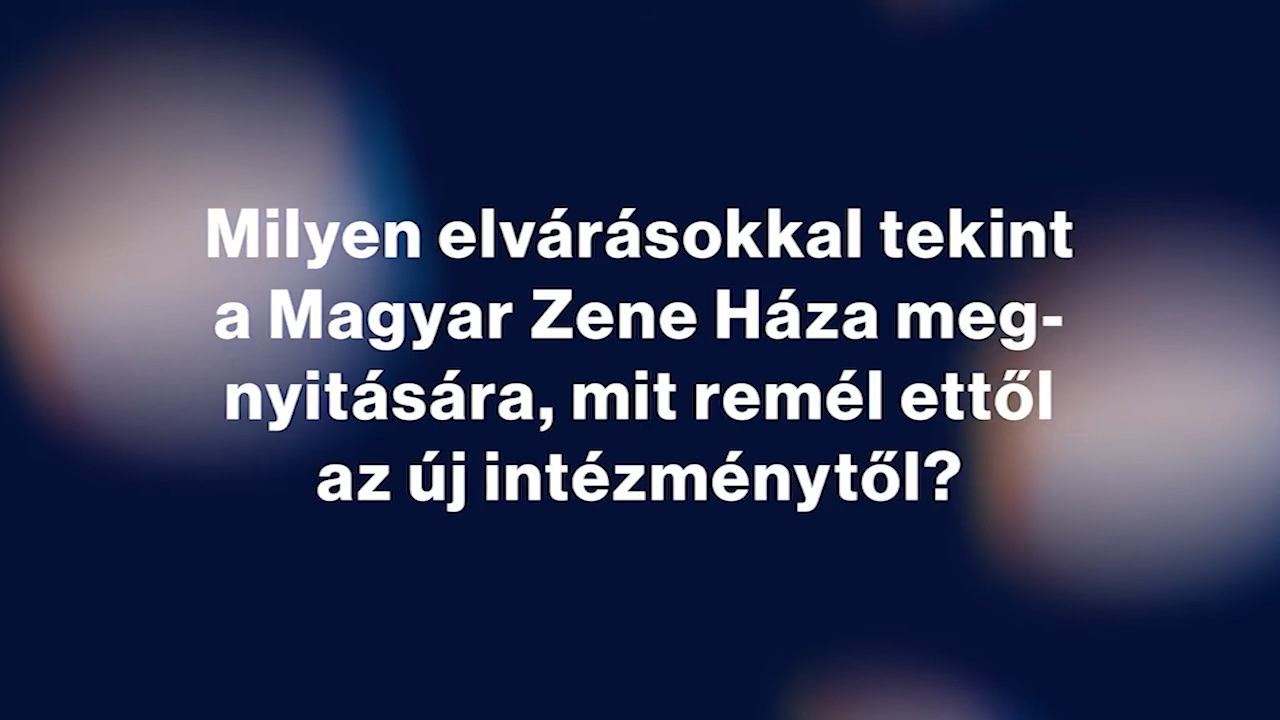 Milyen elvárásokkal tekint
a Magyar Zene Háza meg-
nyitására, mit remél ettől
az új intézménytől?